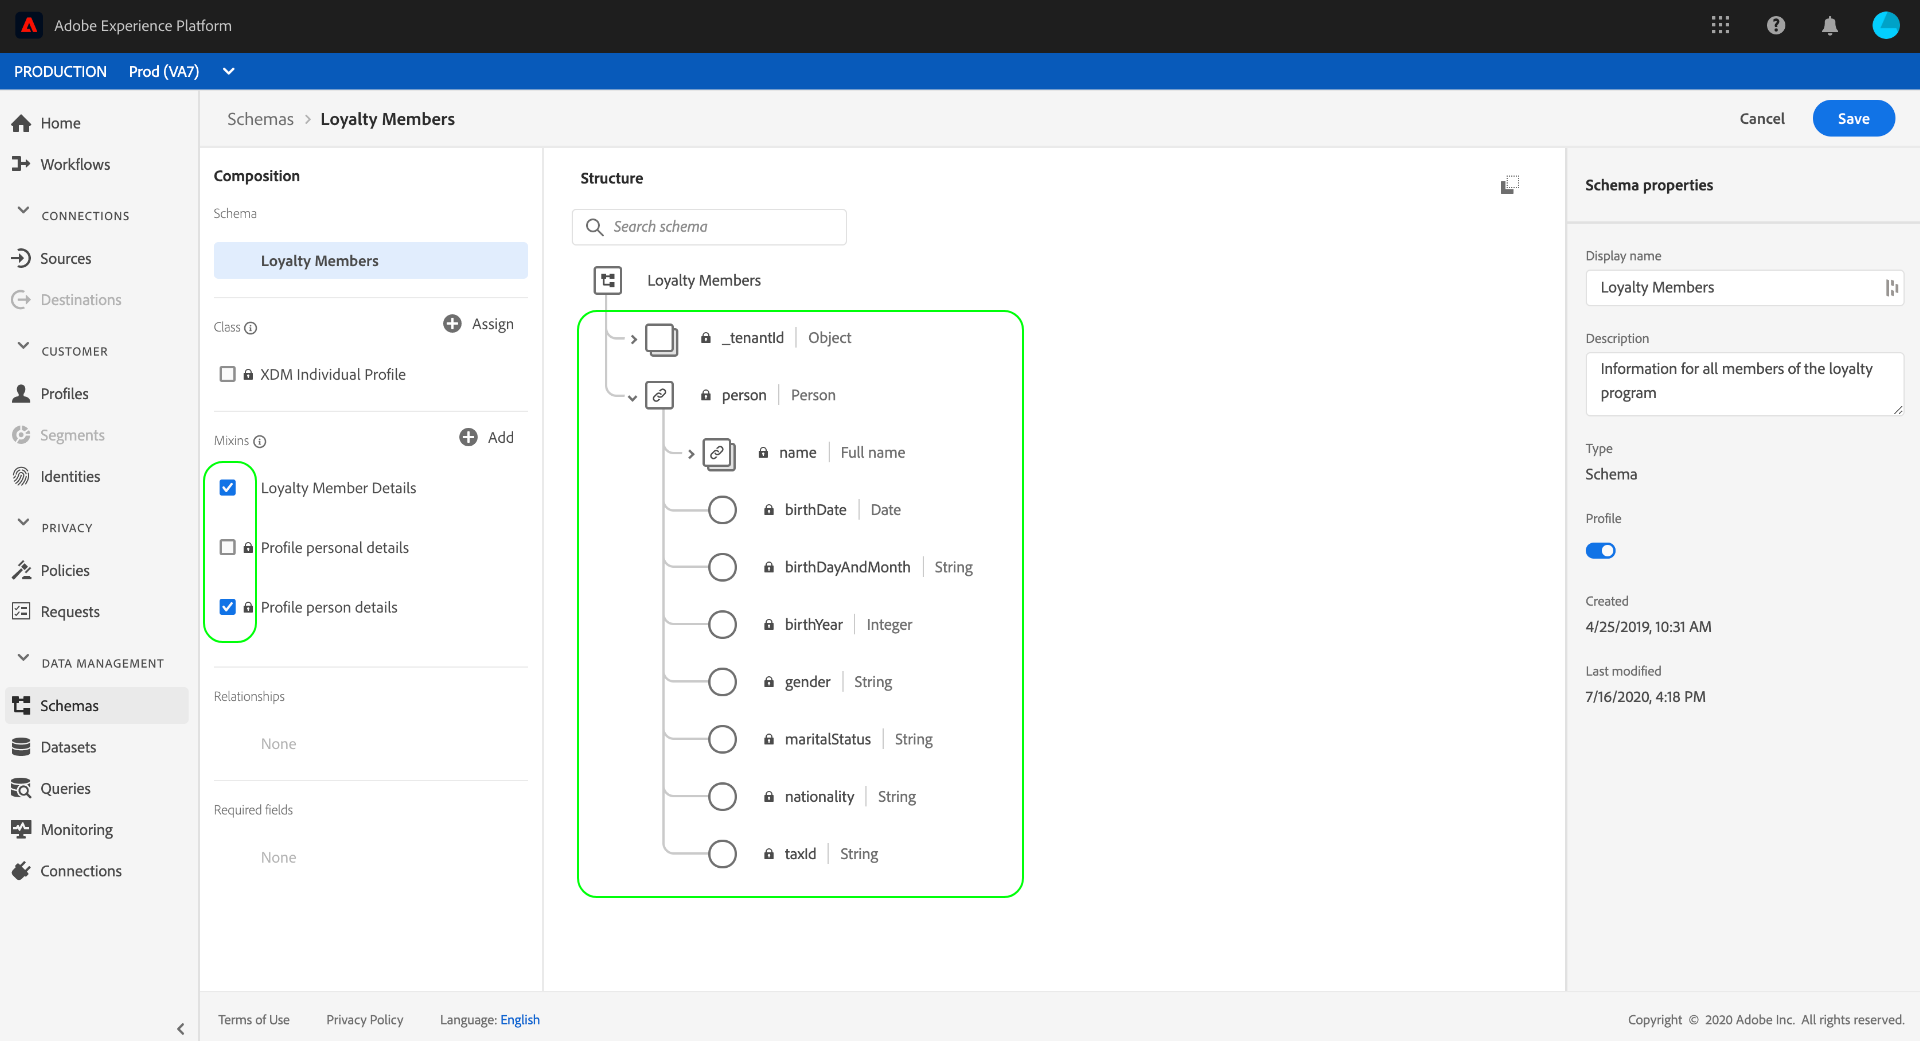 Adobe Experience Platform
PRODUCTION Prod (VA7)
Home
Workflows
CONNECTIONS
Sources
Destinations
CUSTOMER
Profiles
Segments
Identities
PRIVACY
Policies
Requests
DATA MANAGEMENT
Schemas
Datasets
Queries
Monitoring
Connections
Schemas > Loyalty Members
Cancel
Save
Composition
Schema
Loyalty Members
Class
Assign
XDM Individual Profile
Mixins
Add
Loyalty Member Details
Profile personal details
Profile person details
Relationships
None
Required fields
None
Structure
Search schema
Loyalty Members
_tenantId | Object
person | Person
name | Full name
birthDate | Date
birthDayAndMonth | String
birthYear | Integer
gender | String
maritalStatus | String
nationality | String
taxId | String
Schema properties
Display name
Loyalty Members
Description
Information for all members of the loyalty
program
Type
Schema
Profile
Created
4/25/2019, 10:31 AM
Last modified
7/16/2020, 4:18 PM
Terms of Use Privacy Policy Language: English
Copyright © 2020 Adobe Inc. All rights reserved.